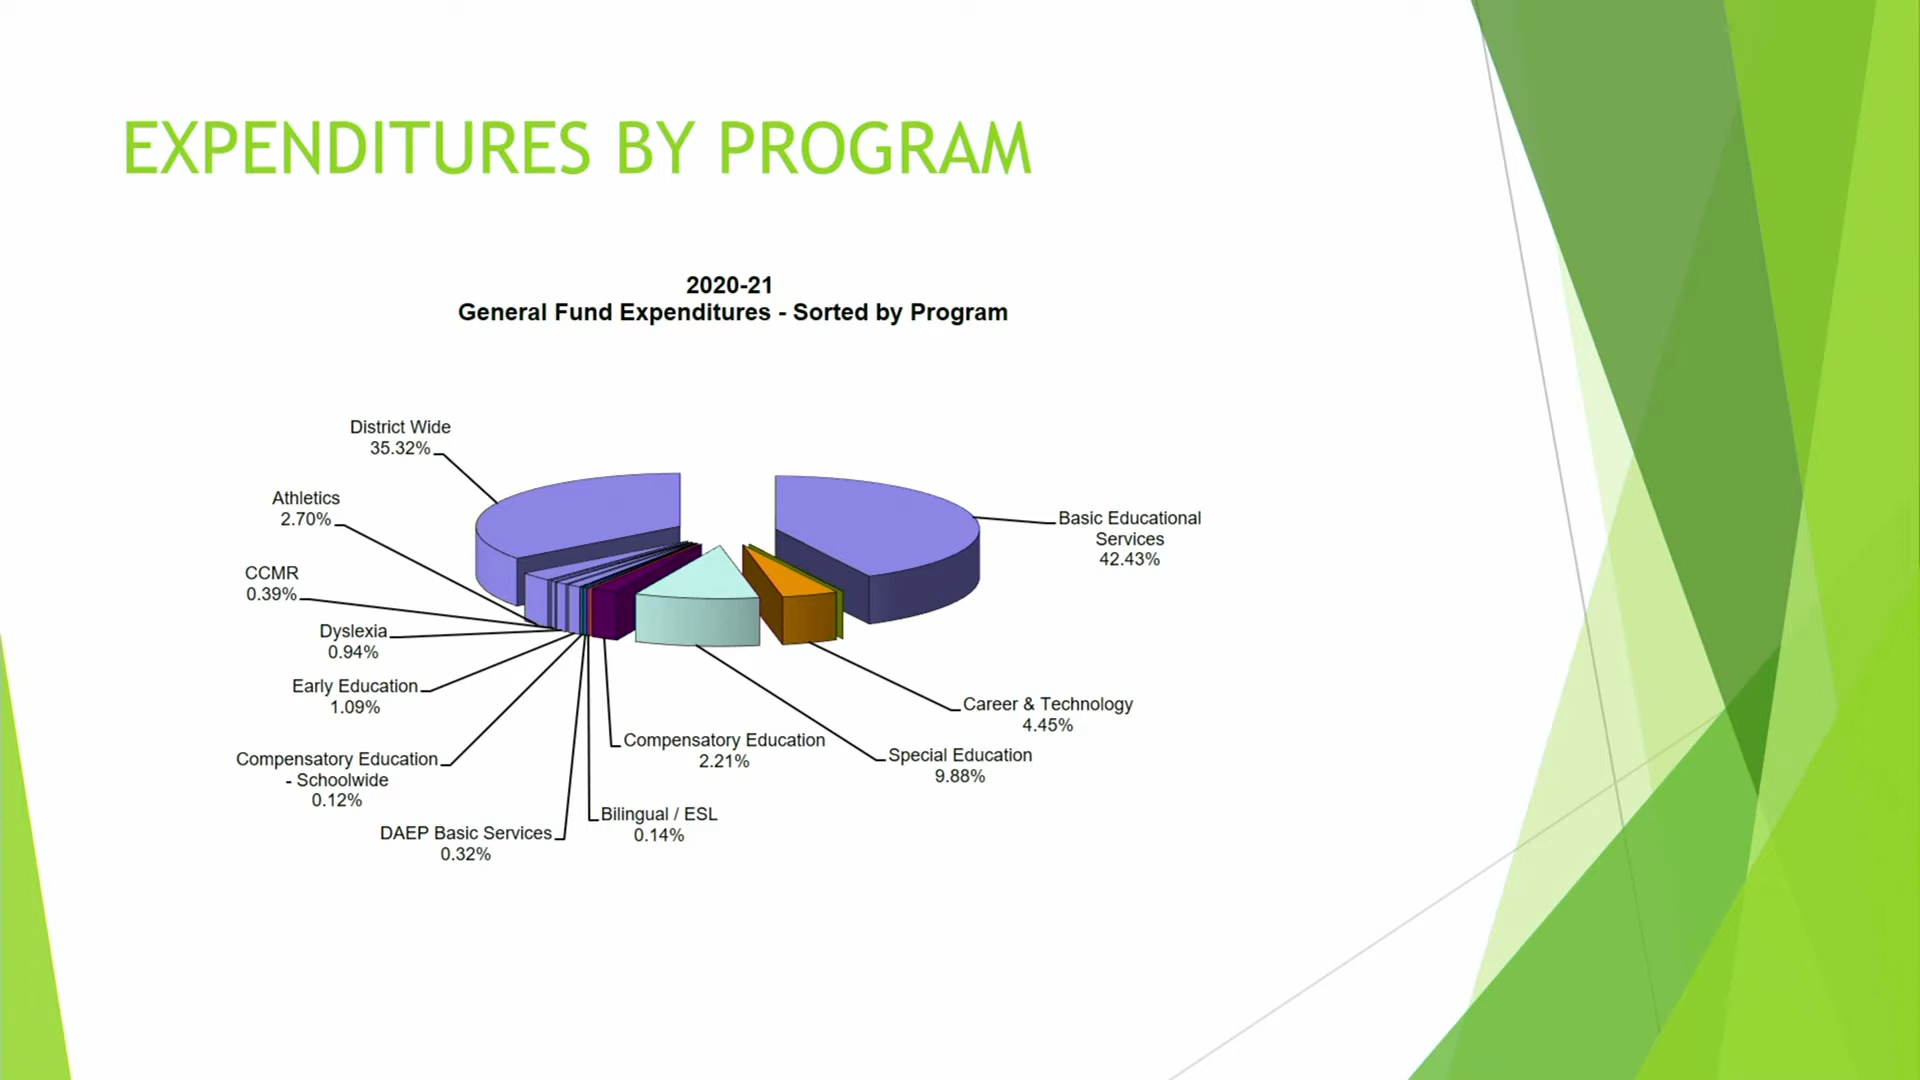 EXPENDITURES BY PROGRAM
2020-21
General Fund Expenditures - Sorted by Program
District Wide
35.32%
Athletics
2.70%
CCMR
0.39%
Dyslexia
0.94%
Early Education
1.09%
Compensatory Education
- Schoolwide
0.12%
DAEP Basic Services
0.32%
Bilingual / ESL
0.14%
Compensatory Education
2.21%
Special Education
9.88%
Career & Technology
4.45%
Basic Educational
Services
42.43%